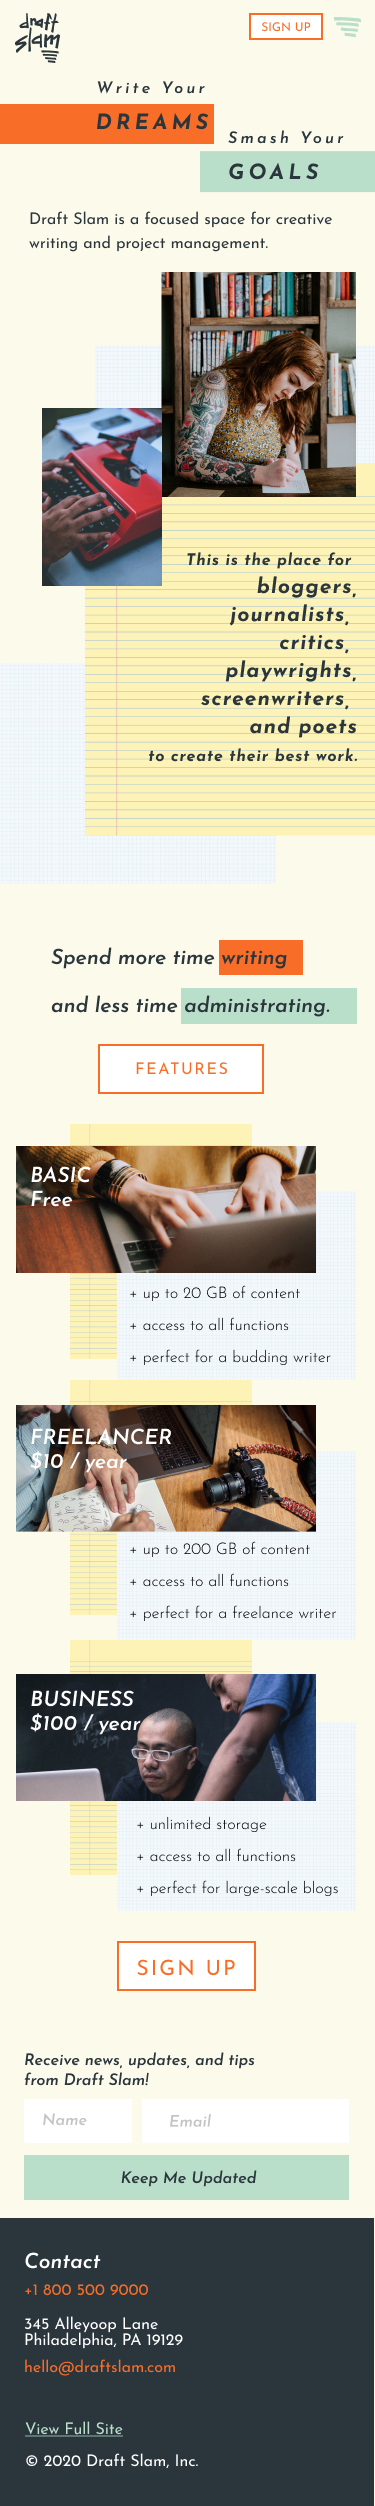 draft
slam
SIGN UP
Write Your
DREAMS
Smash Your
GOALS
Draft Slam is a focused space for creative
writing and project management.
This is the place for
bloggers,
journalists,
critics,
playwrights,
screenwriters,
and poets
to create their best work.
Spend more time writing
and less time administrating.
FEATURES
BASIC
Free
+ up to 20 GB of content
+ access to all functions
+ perfect for a budding writer
FREELANCER
$10 / year
+ up to 200 GB of content
+ access to all functions
+ perfect for a freelance writer
BUSINESS
$100 / year
+ unlimited storage
+ access to all functions
+ perfect for large-scale blogs
SIGN UP
Receive news, updates, and tips
from Draft Slam!
Name
Email
Keep Me Updated
Contact
+1 800 500 9000
345 Alleyoop Lane
Philadelphia, PA 19129
hello@draftslam.com
View Full Site
© 2020 Draft Slam, Inc.